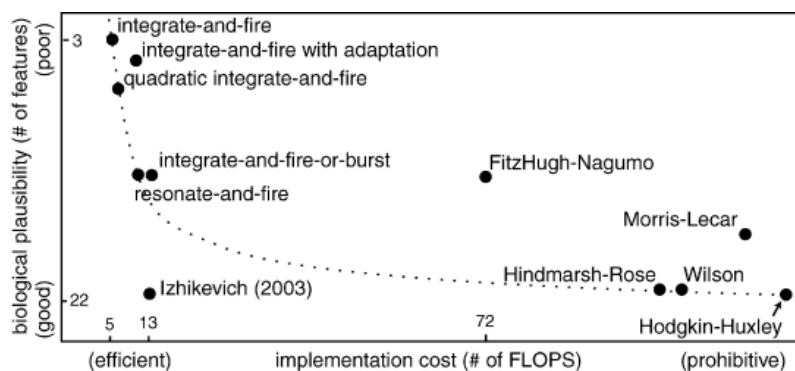 biological plausibility (# of features)
(poor)
(good)
3
22
integrate-and-fire
integrate-and-fire with adaptation
quadratic integrate-and-fire
integrate-and-fire-or-burst
resonate-and-fire
FitzHugh-Nagumo
Morris-Lecar
Hindmarsh-Rose
Wilson
Izhikevich (2003)
Hodgkin-Huxley
5
13
72
(efficient)
implementation cost (# of FLOPS)
(prohibitive)